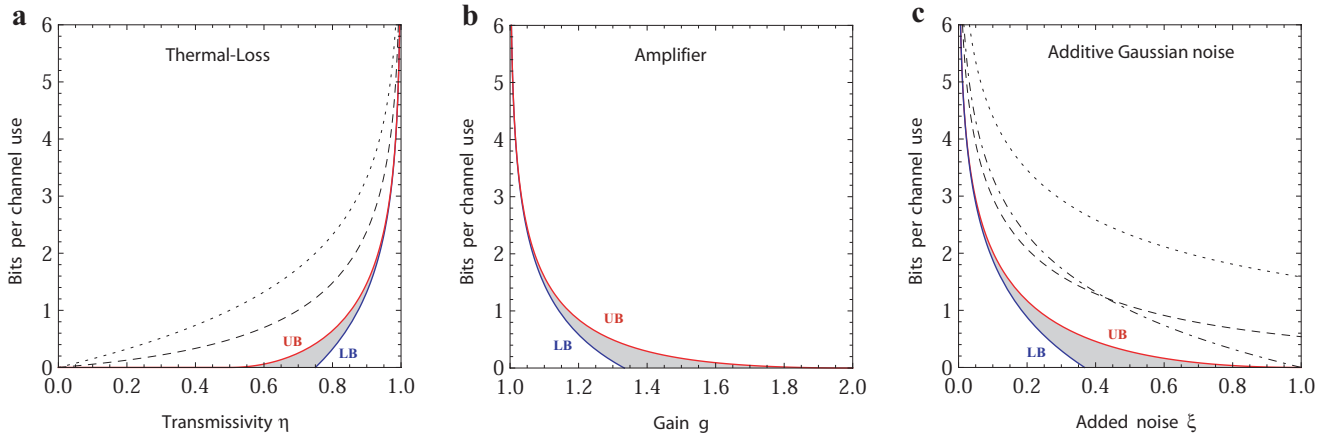 a
Thermal-Loss
Bits per channel use
6
5
4
3
2
1
0
UB
LB
0.0 0.2 0.4 0.6 0.8 1.0
Transmissivity η
b
Amplifier
Bits per channel use
6
5
4
3
2
1
0
UB
LB
1.0 1.2 1.4 1.6 1.8 2.0
Gain g
c
Additive Gaussian noise
Bits per channel use
6
5
4
3
2
1
0
UB
LB
0.0 0.2 0.4 0.6 0.8 1.0
Added noise ξ